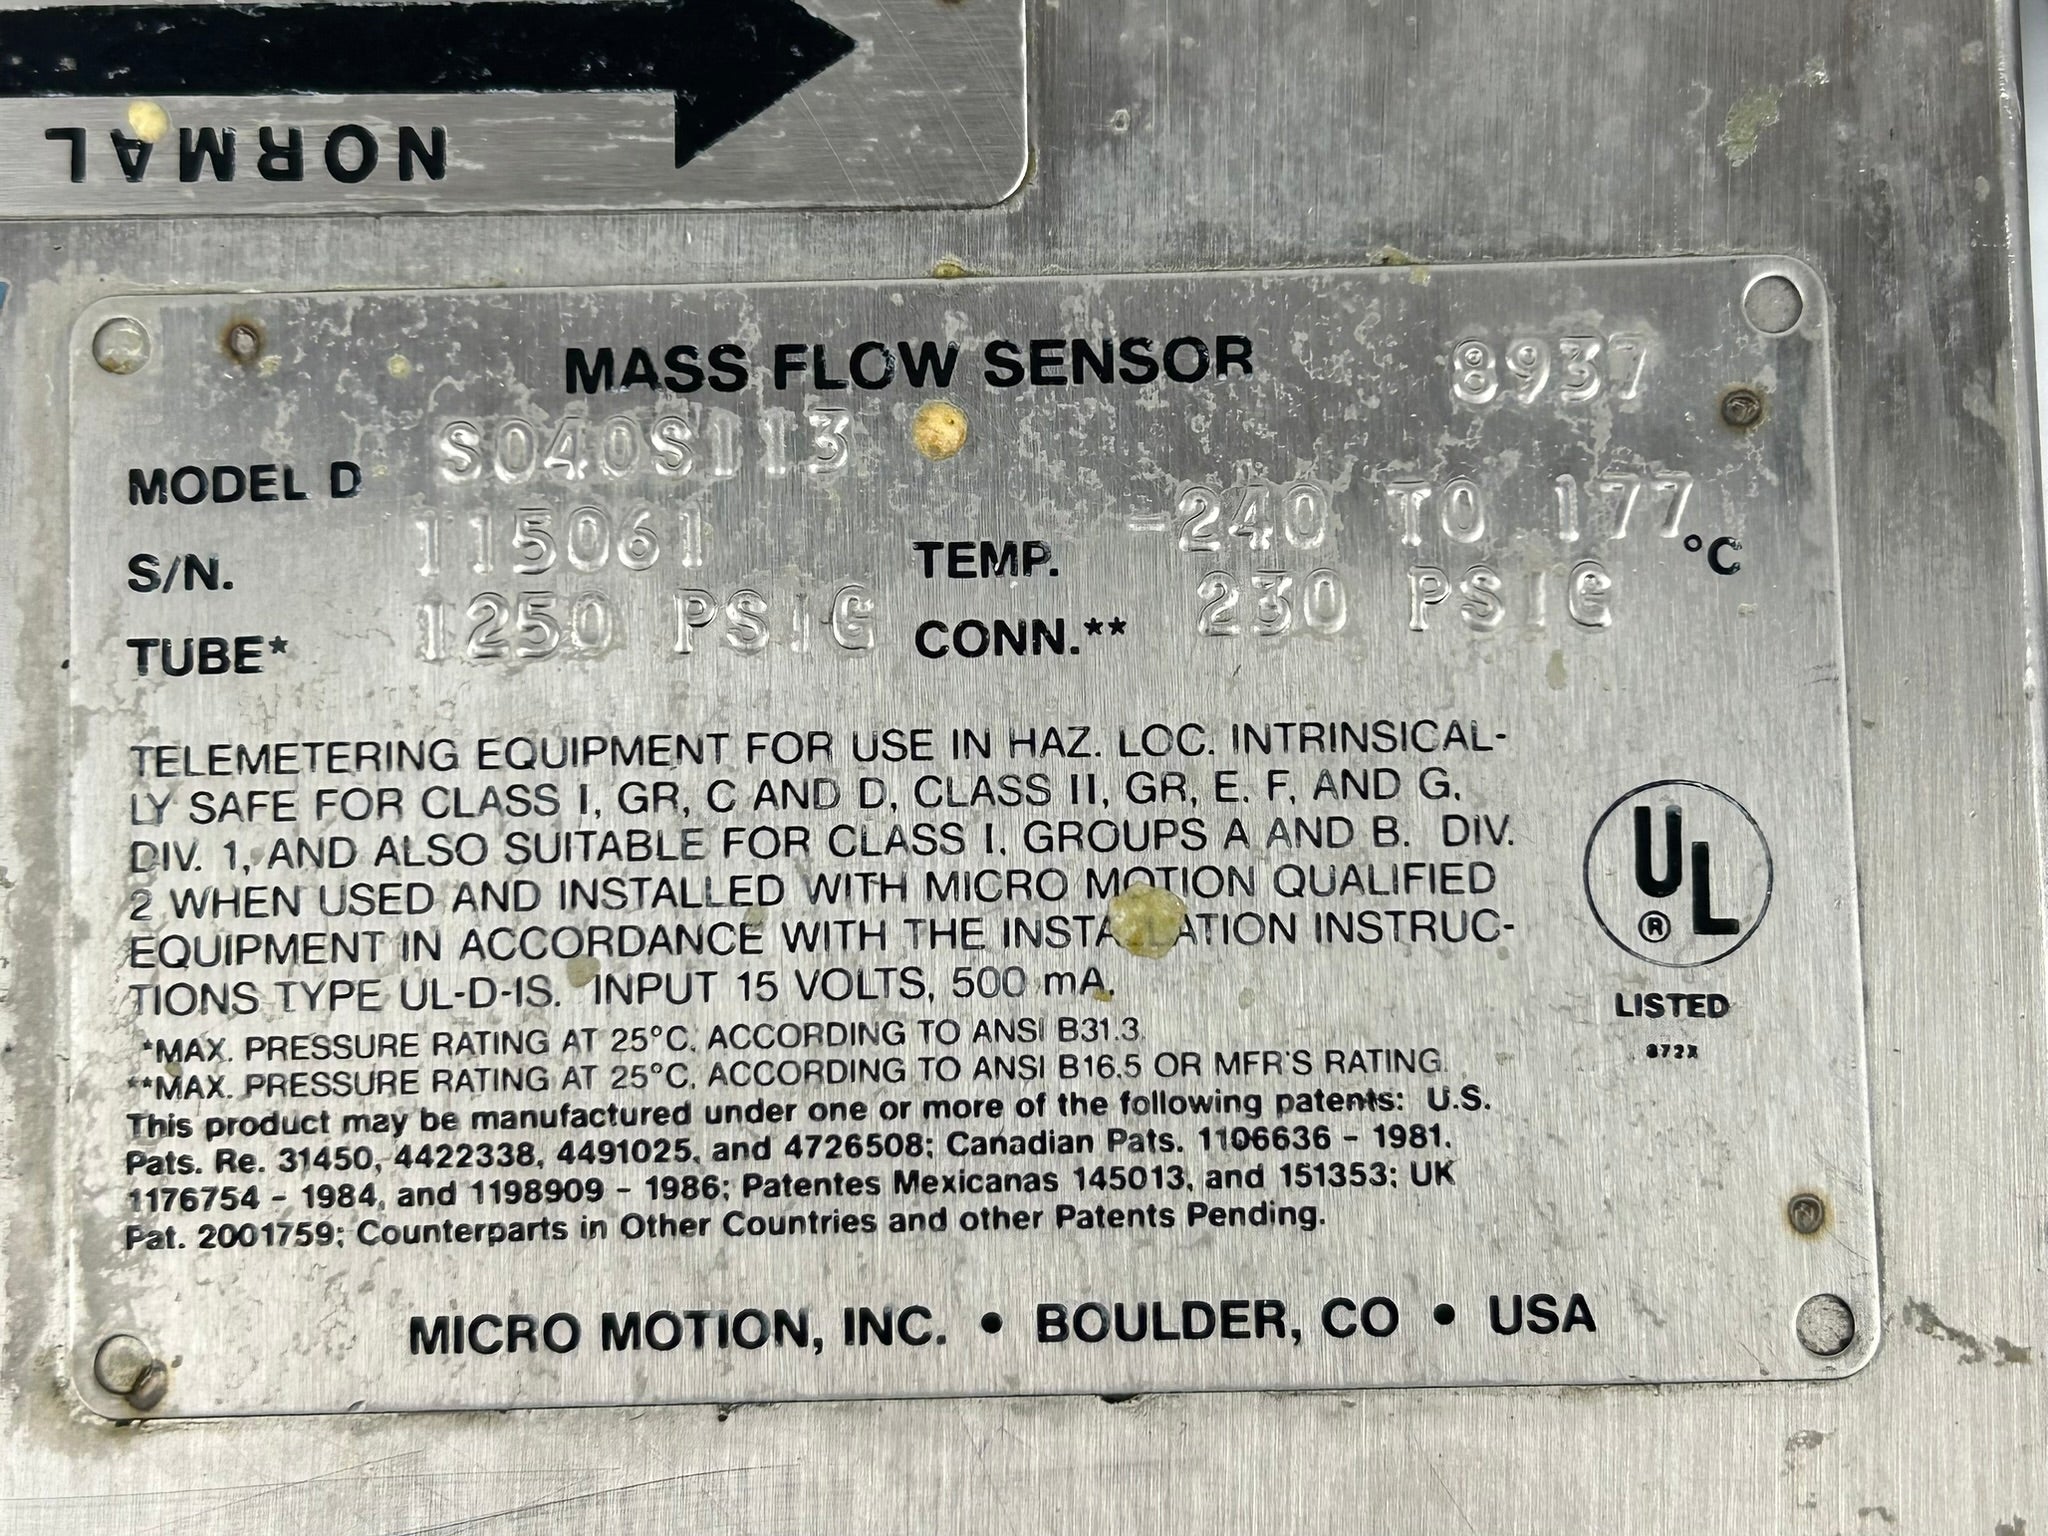 NORMAL
MASS FLOW SENSOR 8937
MODEL D S040S113
S/N. 115061 TEMP. -240 TO 177 °C
TUBE* 1250 PSIG CONN.** 230 PSIG
TELEMETERING EQUIPMENT FOR USE IN HAZ. LOC. INTRINSICAL-
LY SAFE FOR CLASS I, GR, C AND D, CLASS II, GR, E, F, AND G,
DIV. 1, AND ALSO SUITABLE FOR CLASS I, GROUPS A AND B. DIV.
2 WHEN USED AND INSTALLED WITH MICRO MOTION QUALIFIED
EQUIPMENT IN ACCORDANCE WITH THE INSTALLATION INSTRUC-
TIONS TYPE UL-D-IS. INPUT 15 VOLTS, 500 mA.
*MAX. PRESSURE RATING AT 25°C, ACCORDING TO ANSI B31.3
**MAX. PRESSURE RATING AT 25°C, ACCORDING TO ANSI B16.5 OR MFR'S RATING.
This product may be manufactured under one or more of the following patents: U.S.
Pats. Re. 31450, 4422338, 4491025, and 4726508; Canadian Pats. 1106636 - 1981,
1176754 - 1984, and 1198909 - 1986; Patentes Mexicanas 145013, and 151353; UK
Pat. 2001759; Counterparts in Other Countries and other Patents Pending.
UL
®
LISTED
872X
MICRO MOTION, INC. • BOULDER, CO • USA